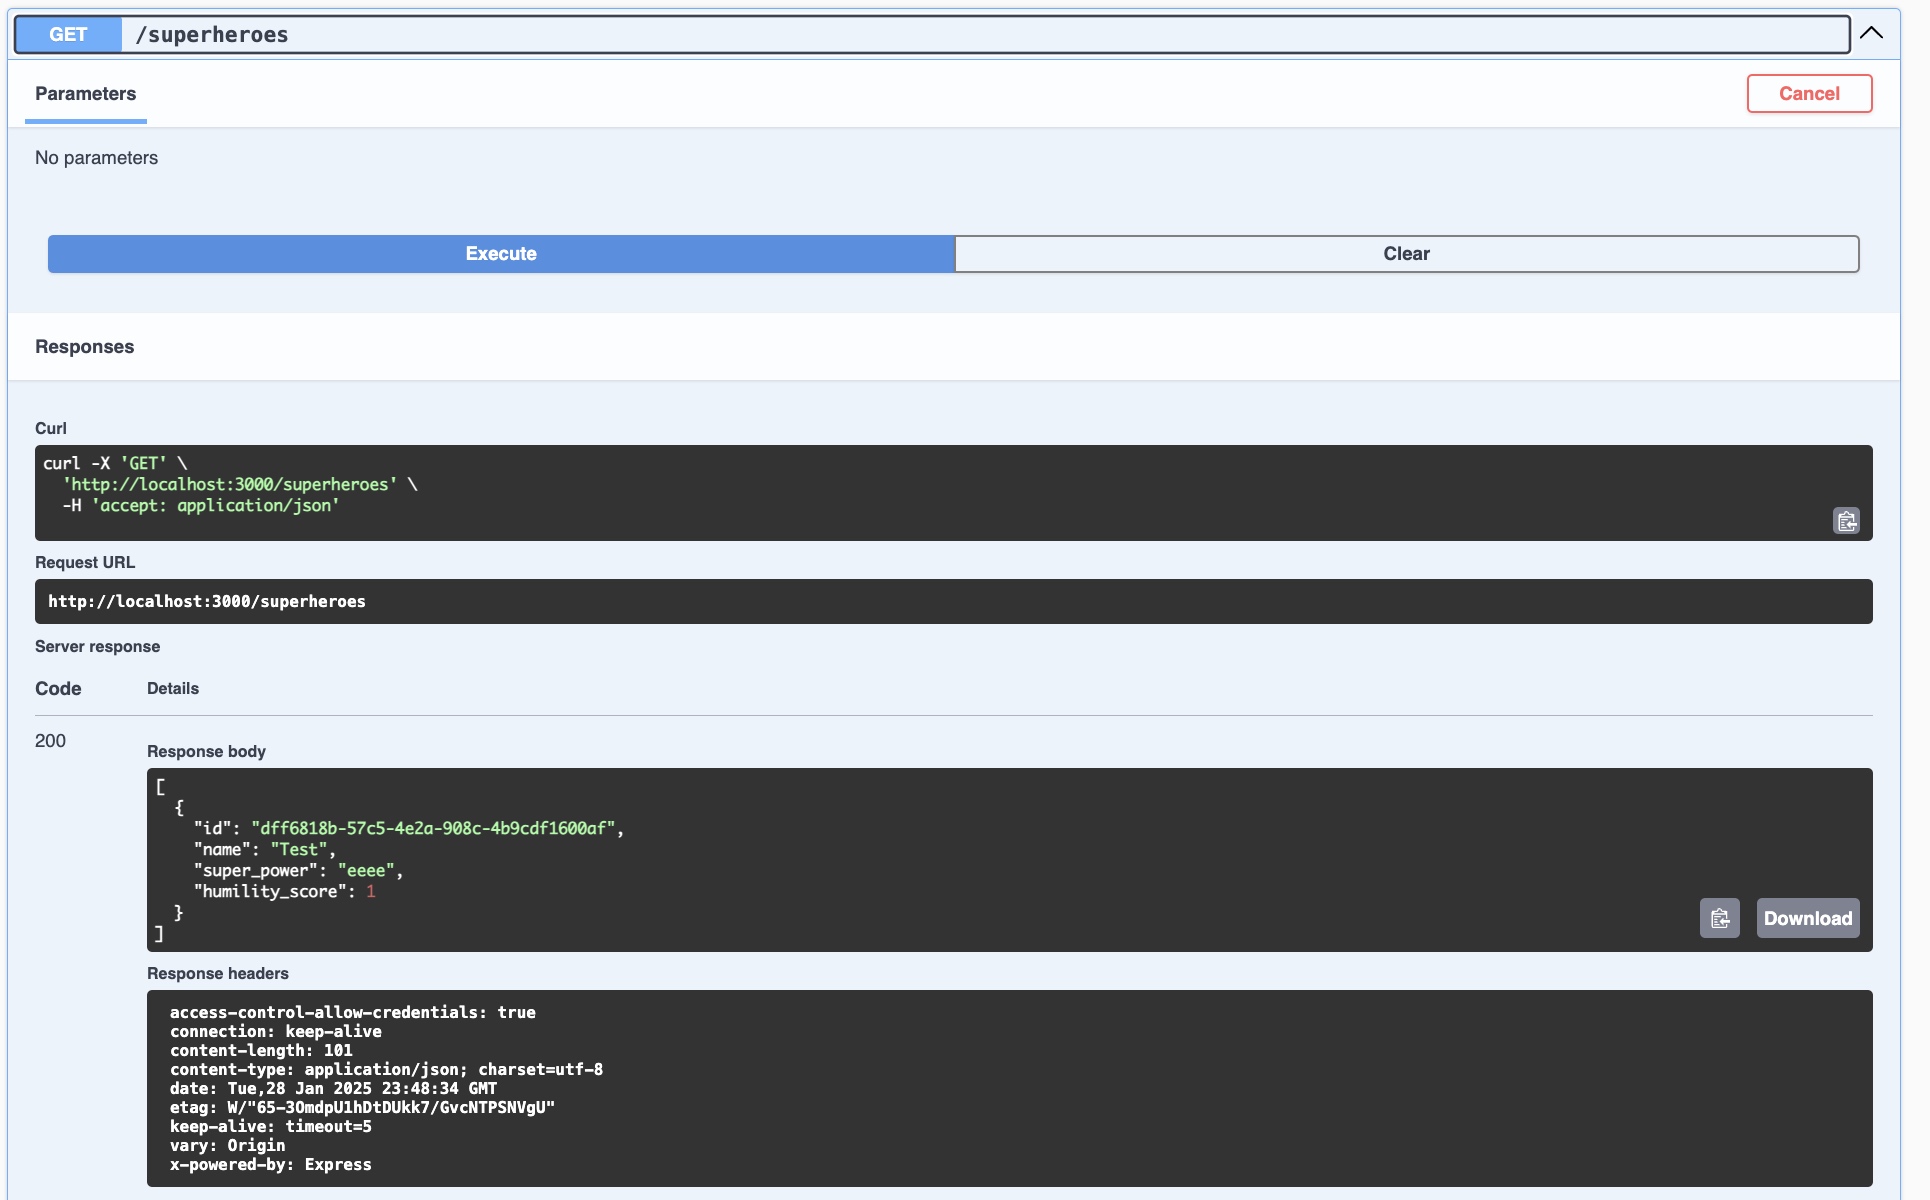 GET /superheroes
Parameters
Cancel
No parameters
Execute
Clear
Responses
Curl
curl -X 'GET' \
  'http://localhost:3000/superheroes' \
  -H 'accept: application/json'
Request URL
http://localhost:3000/superheroes
Server response
Code Details
200
Response body
[
  {
    "id": "dff6818b-57c5-4e2a-908c-4b9cdf1600af",
    "name": "Test",
    "super_power": "eeee",
    "humility_score": 1
  }
]
Download
Response headers
access-control-allow-credentials: true
connection: keep-alive
content-length: 101
content-type: application/json; charset=utf-8
date: Tue,28 Jan 2025 23:48:34 GMT
etag: W/"65-3OmdpU1hDtDUkk7/GvcNTPSNVgU"
keep-alive: timeout=5
vary: Origin
x-powered-by: Express